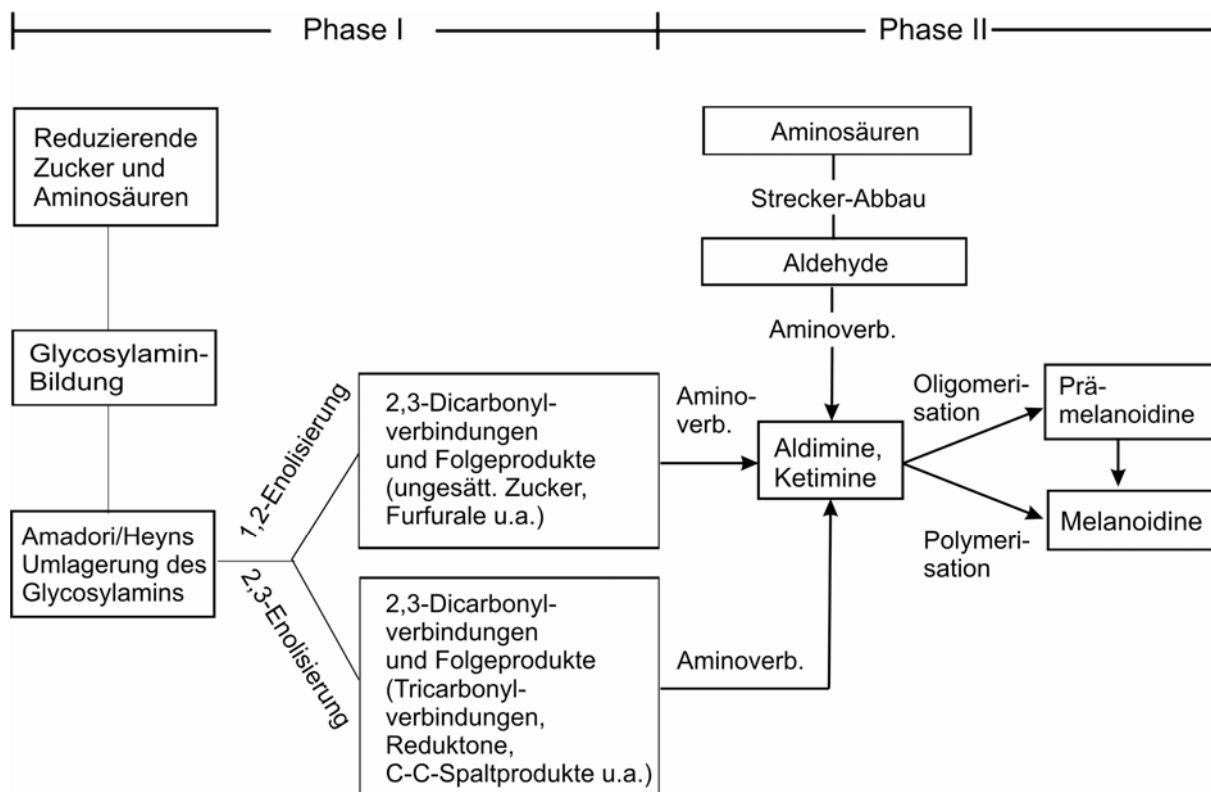 Phase I
Phase II
Reduzierende
Zucker und
Aminosäuren
Glycosylamin-
Bildung
Amadori/Heyns
Umlagerung des
Glycosylamins
1,2-Enolisierung
2,3-Enolisierung
2,3-Dicarbonyl-
verbindungen
und Folgeprodukte
(ungesätt. Zucker,
Furfurale u.a.)
2,3-Dicarbonyl-
verbindungen
und Folgeprodukte
(Tricarbonyl-
verbindungen,
Reduktone,
C-C-Spaltprodukte u.a.)
Amino-
verb.
Aminoverb.
Aminosäuren
Strecker-Abbau
Aldehyde
Aminoverb.
Aldimine,
Ketimine
Oligomeri-
sation
Polymeri-
sation
Prä-
melanoidine
Melanoidine